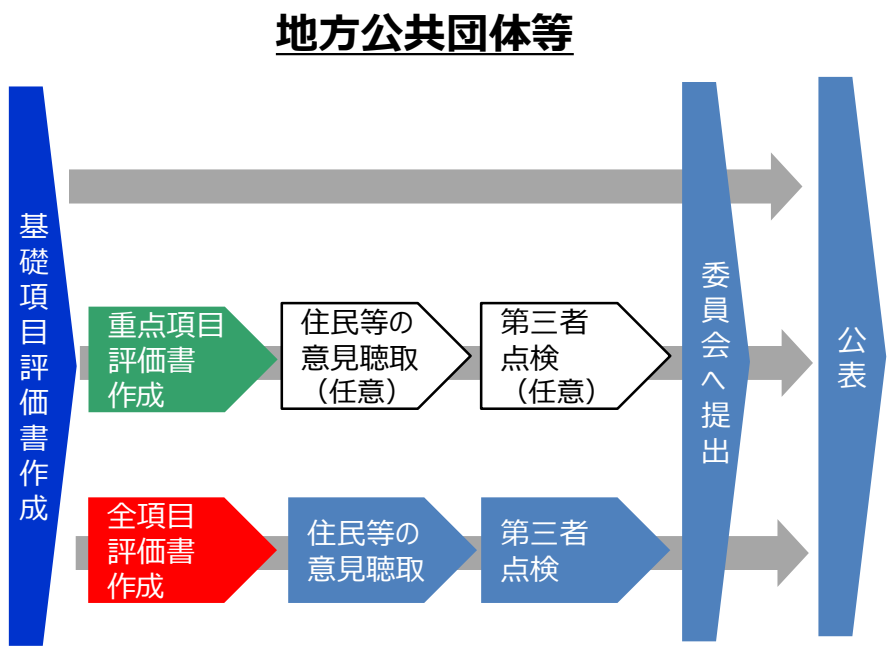 地方公共団体等
基礎項目評価書作成
重点項目
評価書
作成
住民等の
意見聴取
（任意）
第三者
点検
（任意）
全項目
評価書
作成
住民等の
意見聴取
第三者
点検
委員会へ提出
公表